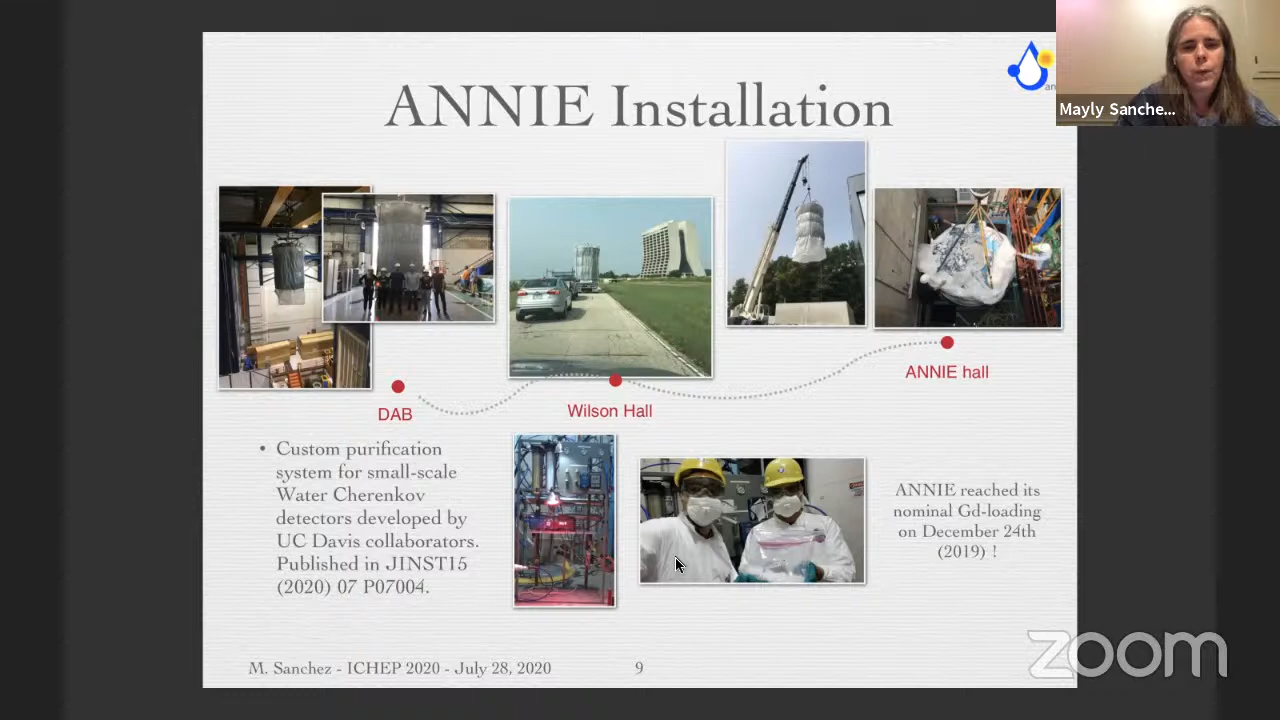 ANNIE Installation
an
Mayly Sanche...
DAB
Wilson Hall
ANNIE hall
• Custom purification
system for small-scale
Water Cherenkov
detectors developed by
UC Davis collaborators.
Published in JINST15
(2020) 07 P07004.
ANNIE reached its
nominal Gd-loading
on December 24th
(2019) !
M. Sanchez - ICHEP 2020 - July 28, 2020
9
zoom